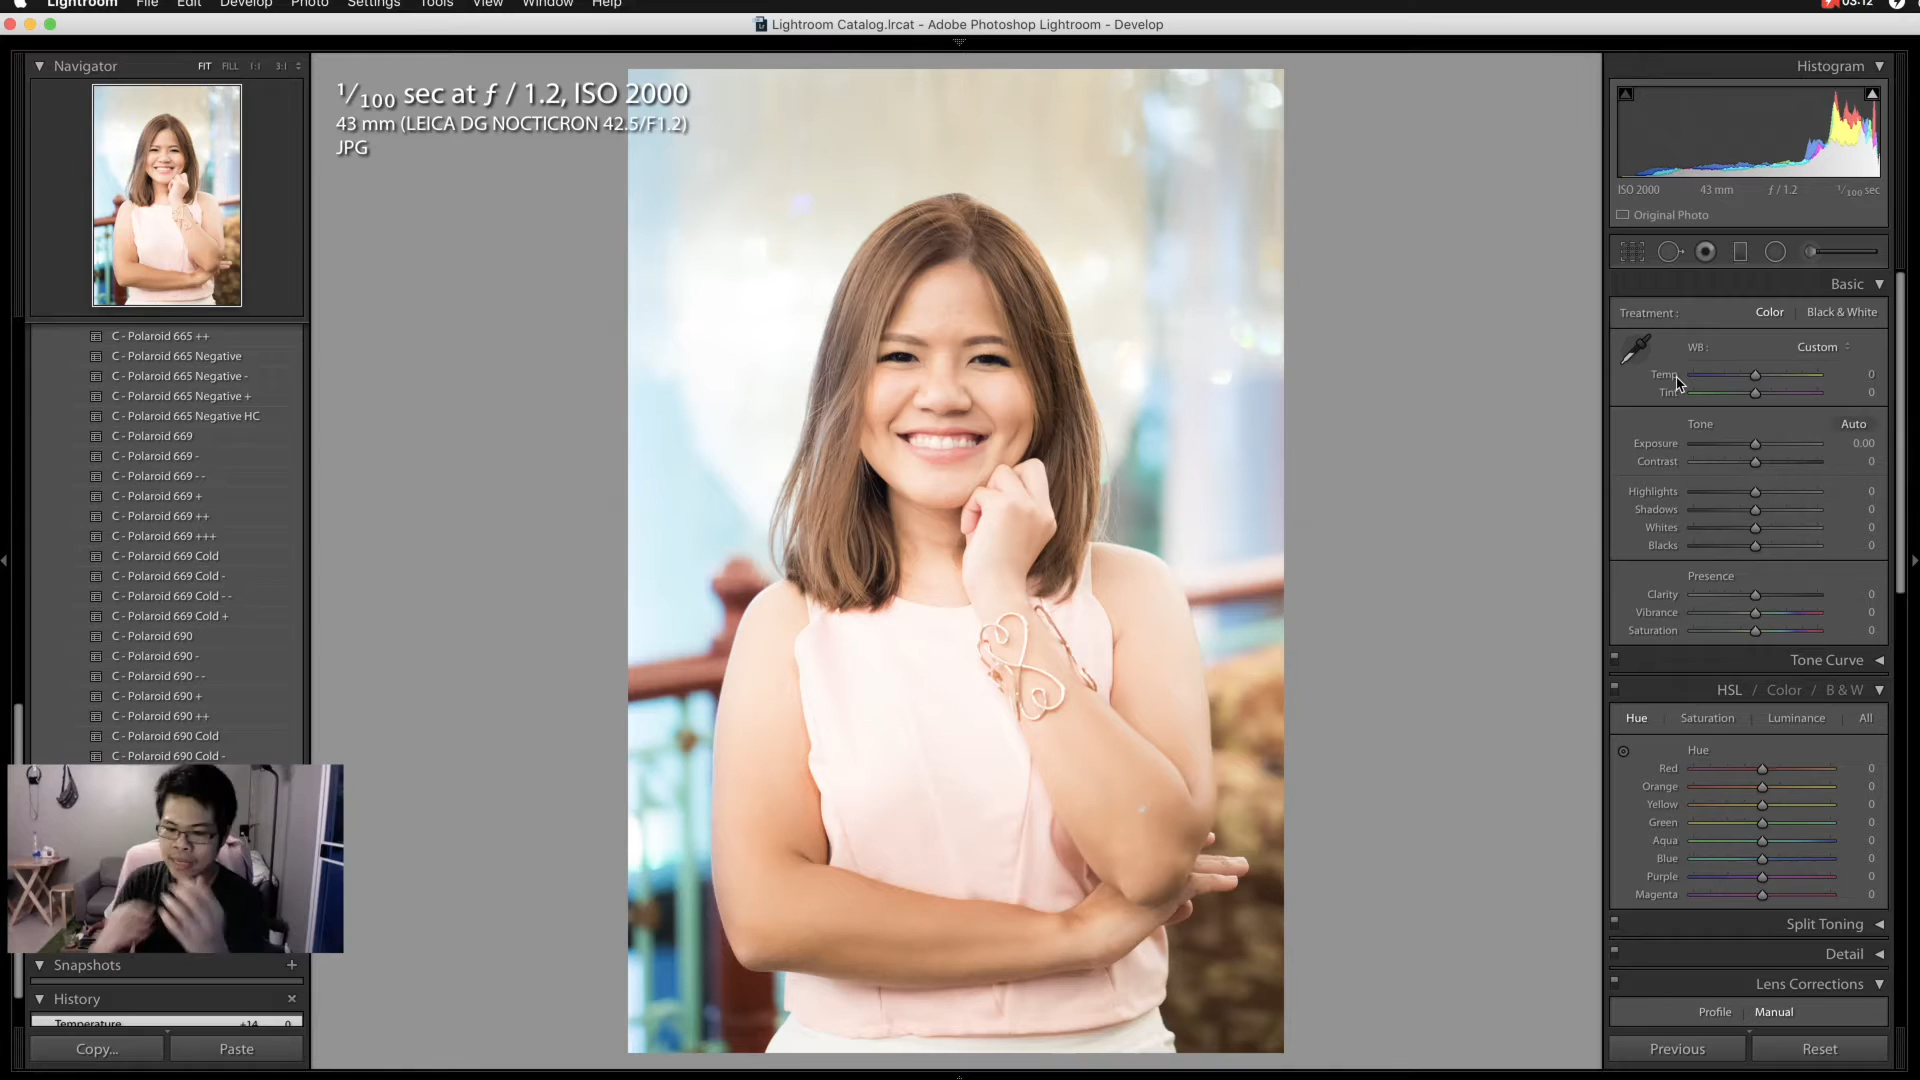 Lightroom File Edit Develop Photo Settings Tools View Window Help 03:12
Lightroom Catalog.lrcat - Adobe Photoshop Lightroom - Develop
Navigator FIT FILL 1:1 3:1
1/100 sec at ƒ / 1.2, ISO 2000
43 mm (LEICA DG NOCTICRON 42.5/F1.2)
JPG
C - Polaroid 665 ++
C - Polaroid 665 Negative
C - Polaroid 665 Negative -
C - Polaroid 665 Negative +
C - Polaroid 665 Negative HC
C - Polaroid 669
C - Polaroid 669 -
C - Polaroid 669 - -
C - Polaroid 669 +
C - Polaroid 669 ++
C - Polaroid 669 +++
C - Polaroid 669 Cold
C - Polaroid 669 Cold -
C - Polaroid 669 Cold - -
C - Polaroid 669 Cold +
C - Polaroid 690
C - Polaroid 690 -
C - Polaroid 690 - -
C - Polaroid 690 +
C - Polaroid 690 ++
C - Polaroid 690 Cold
C - Polaroid 690 Cold -
Snapshots +
History ×
Temperature +14 0
Copy... Paste
Histogram
ISO 2000 43 mm ƒ / 1.2 1/100 sec
Original Photo
Basic
Treatment : Color Black & White
WB : Custom
Temp 0
Tint 0
Tone Auto
Exposure 0.00
Contrast 0
Highlights 0
Shadows 0
Whites 0
Blacks 0
Presence
Clarity 0
Vibrance 0
Saturation 0
Tone Curve
HSL / Color / B & W
Hue Saturation Luminance All
Hue
Red 0
Orange 0
Yellow 0
Green 0
Aqua 0
Blue 0
Purple 0
Magenta 0
Split Toning
Detail
Lens Corrections
Profile Manual
Previous Reset